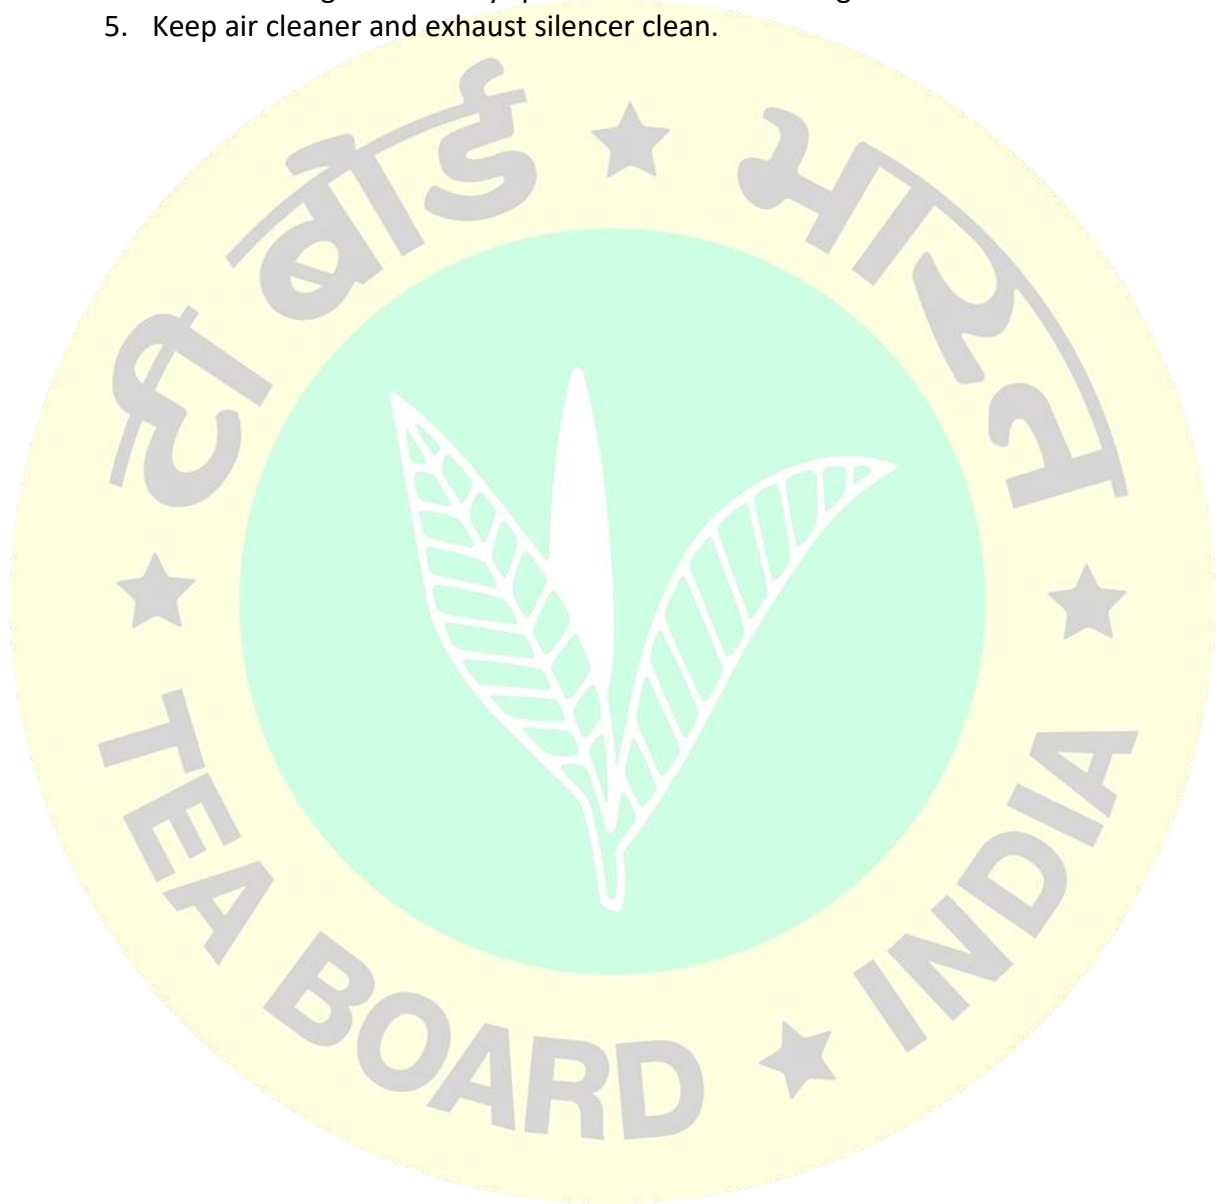 5. Keep air cleaner and exhaust silencer clean.
टी बोर्ड ★ भारत
★ TEA BOARD ★ INDIA ★